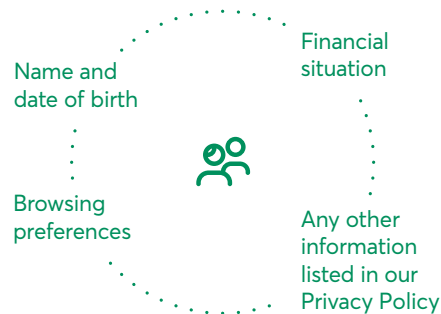 Name and
date of birth
Financial
situation
Browsing
preferences
Any other
information
listed in our
Privacy Policy